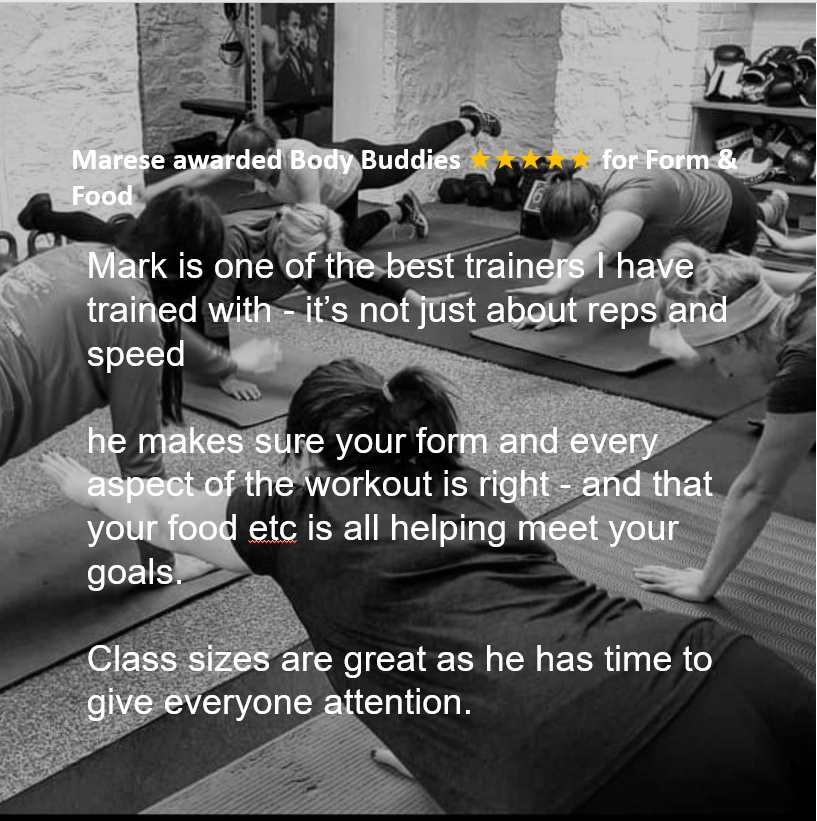 Marese awarded Body Buddies ★★★★★ for Form &
Food
Mark is one of the best trainers I have
trained with - it’s not just about reps and
speed
he makes sure your form and every
aspect of the workout is right - and that
your food etc is all helping meet your
goals.
Class sizes are great as he has time to
give everyone attention.